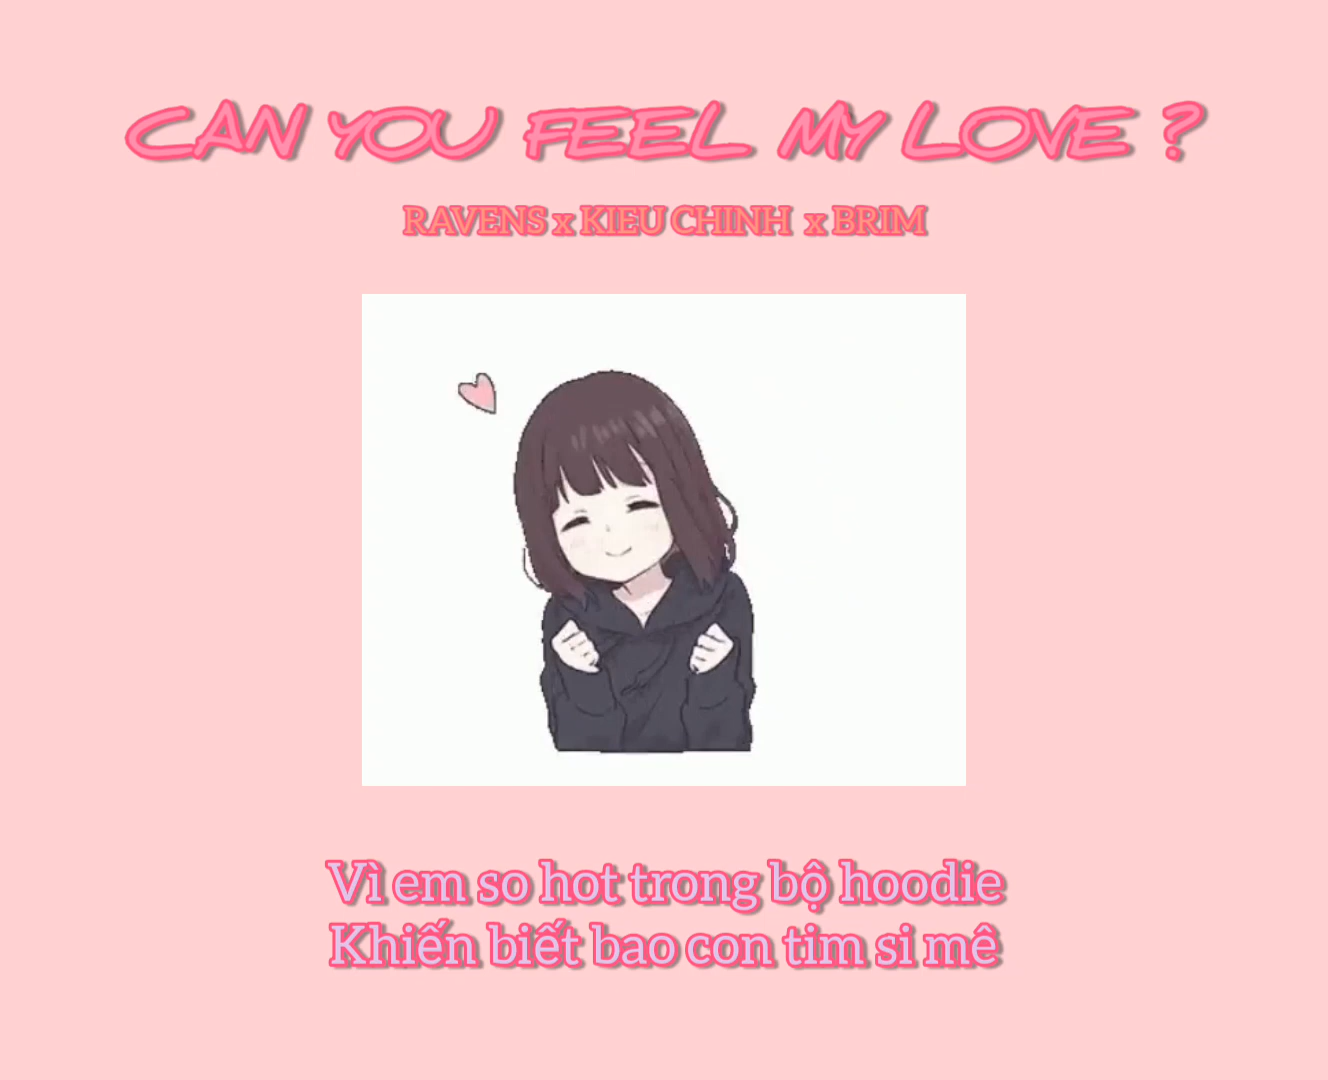 CAN YOU FEEL MY LOVE ?
RAVENS x KIEU CHINH x BRIM
Vì em so hot trong bộ hoodie
Khiến biết bao con tim si mê